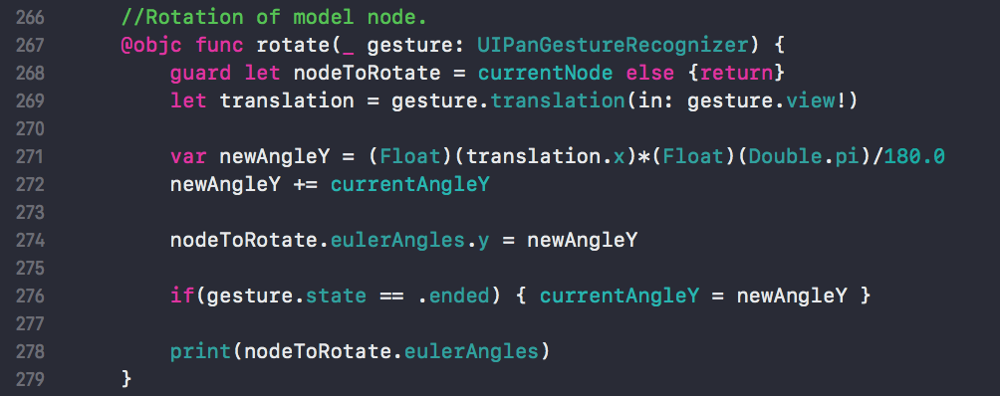 266 //Rotation of model node.
267 @objc func rotate(_ gesture: UIPanGestureRecognizer) {
268 guard let nodeToRotate = currentNode else {return}
269 let translation = gesture.translation(in: gesture.view!)
270
271 var newAngleY = (Float)(translation.x)*(Float)(Double.pi)/180.0
272 newAngleY += currentAngleY
273
274 nodeToRotate.eulerAngles.y = newAngleY
275
276 if(gesture.state == .ended) { currentAngleY = newAngleY }
277
278 print(nodeToRotate.eulerAngles)
279 }